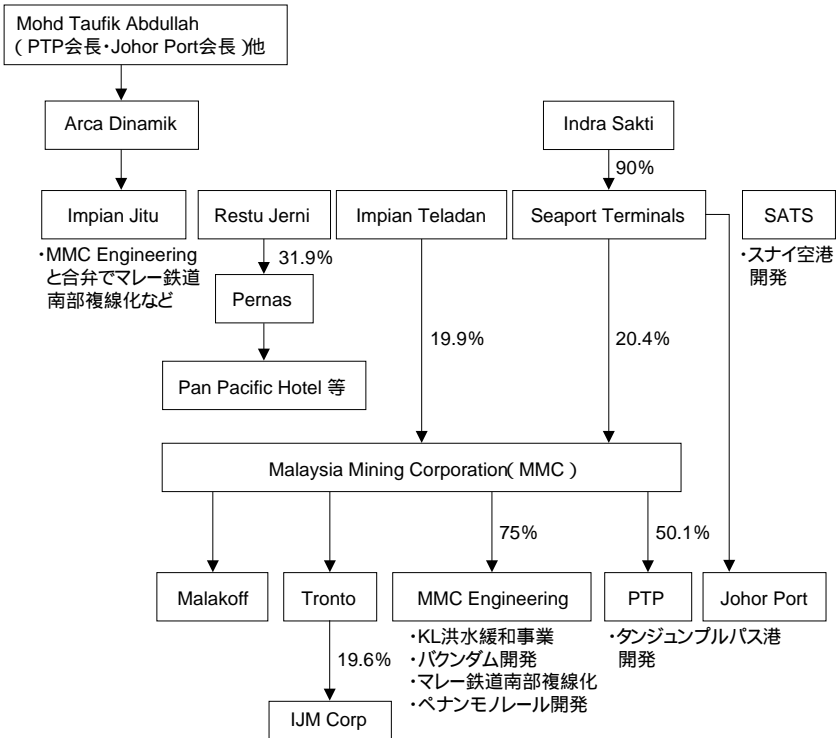 Mohd Taufik Abdullah
(PTP会長・Johor Port会長)他
Arca Dinamik
Indra Sakti
90%
Impian Jitu
Restu Jerni
Impian Teladan
Seaport Terminals
SATS
・MMC Engineering
と合弁でマレー鉄道
南部複線化など
・スナイ空港
開発
31.9%
Pernas
19.9%
20.4%
Pan Pacific Hotel 等
Malaysia Mining Corporation(MMC)
75%
50.1%
Malakoff
Tronto
MMC Engineering
PTP
Johor Port
・KL洪水緩和事業
・バクンダム開発
・マレー鉄道南部複線化
・ペナンモノレール開発
・タンジュンプルパス港
開発
19.6%
IJM Corp